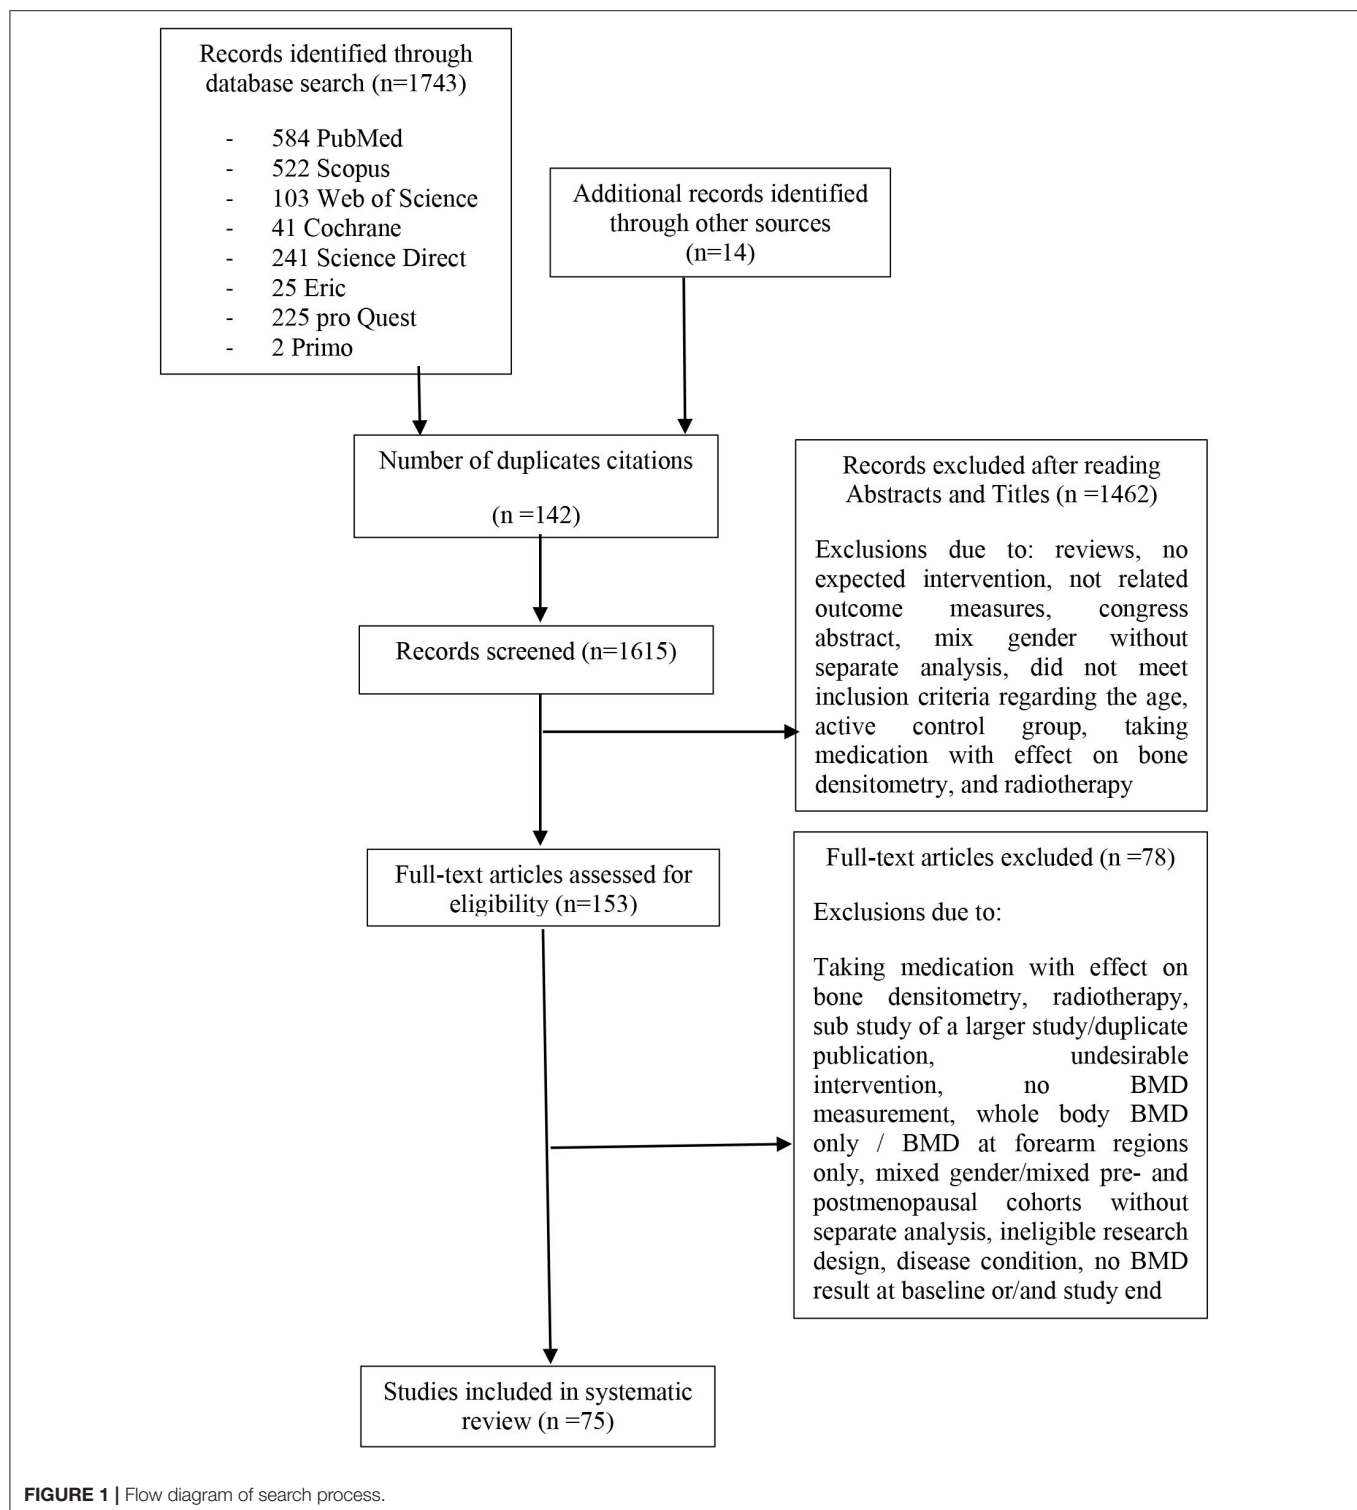 Records identified through
database search (n=1743)
- 584 PubMed
- 522 Scopus
- 103 Web of Science
- 41 Cochrane
- 241 Science Direct
- 25 Eric
- 225 pro Quest
- 2 Primo
Additional records identified
through other sources
(n=14)
Number of duplicates citations
(n =142)
Records screened (n=1615)
Records excluded after reading
Abstracts and Titles (n =1462)
Exclusions due to: reviews, no
expected intervention, not related
outcome measures, congress
abstract, mix gender without
separate analysis, did not meet
inclusion criteria regarding the age,
active control group, taking
medication with effect on bone
densitometry, and radiotherapy
Full-text articles assessed for
eligibility (n=153)
Full-text articles excluded (n =78)
Exclusions due to:
Taking medication with effect on
bone densitometry, radiotherapy,
sub study of a larger study/duplicate
publication, undesirable
intervention, no BMD
measurement, whole body BMD
only / BMD at forearm regions
only, mixed gender/mixed pre- and
postmenopausal cohorts without
separate analysis, ineligible research
design, disease condition, no BMD
result at baseline or/and study end
Studies included in systematic
review (n =75)
FIGURE 1 | Flow diagram of search process.